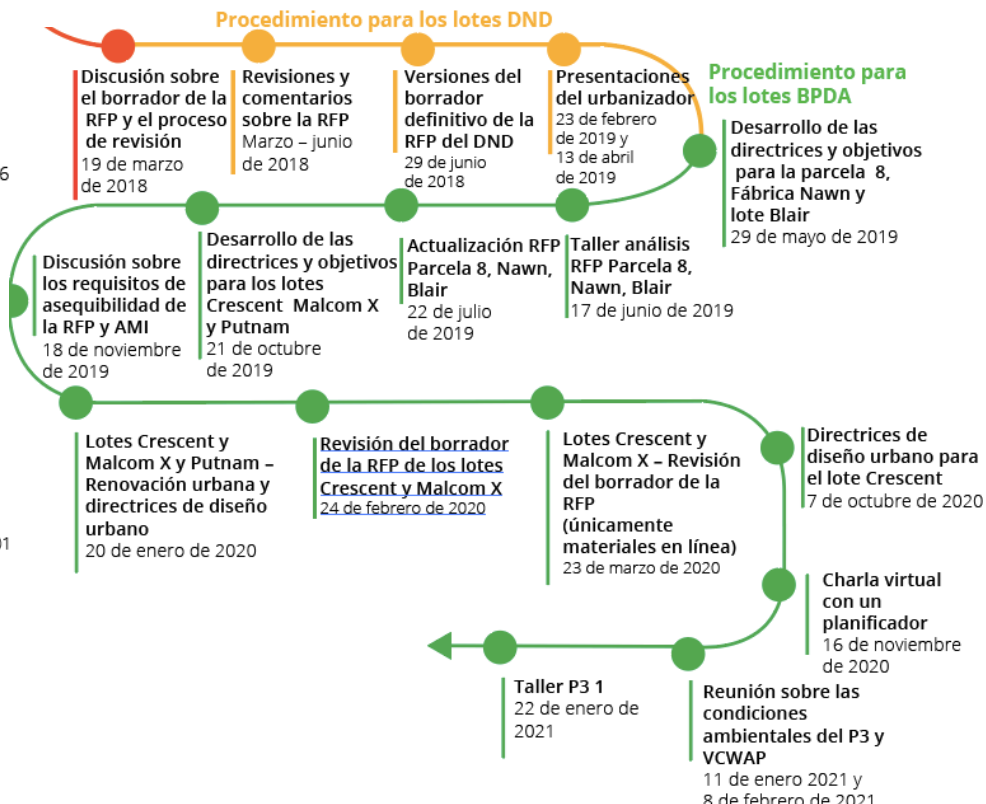 Procedimiento para los lotes DND
Discusión sobre
el borrador de la
RFP y el proceso
de revisión
19 de marzo
de 2018
Revisiones y
comentarios
sobre la RFP
Marzo – junio
de 2018
Versiones del
borrador
definitivo de la
RFP del DND
29 de junio
de 2018
Presentaciones
del urbanizador
23 de febrero
de 2019 y
13 de abril
de 2019
Procedimiento para
los lotes BPDA
Desarrollo de las
directrices y objetivos
para la parcela 8,
Fábrica Nawn y
lote Blair
29 de mayo de 2019
6
Taller análisis
RFP Parcela 8,
Nawn, Blair
17 de junio de 2019
Actualización RFP
Parcela 8, Nawn,
Blair
22 de julio
de 2019
Desarrollo de las
directrices y objetivos
para los lotes
Crescent Malcom X
y Putnam
21 de octubre
de 2019
Discusión sobre
los requisitos de
asequibilidad de
la RFP y AMI
18 de noviembre
de 2019
Lotes Crescent y
Malcom X y Putnam –
Renovación urbana y
directrices de diseño
urbano
20 de enero de 2020
Revisión del borrador
de la RFP de los lotes
Crescent y Malcom X
24 de febrero de 2020
Lotes Crescent y
Malcom X – Revisión
del borrador de la
RFP
(únicamente
materiales en línea)
23 de marzo de 2020
Directrices de
diseño urbano para
el lote Crescent
7 de octubre de 2020
01
Charla virtual
con un
planificador
16 de noviembre
de 2020
Reunión sobre las
condiciones
ambientales del P3 y
VCWAP
11 de enero 2021 y
8 de febrero de 2021
Taller P3 1
22 de enero de
2021